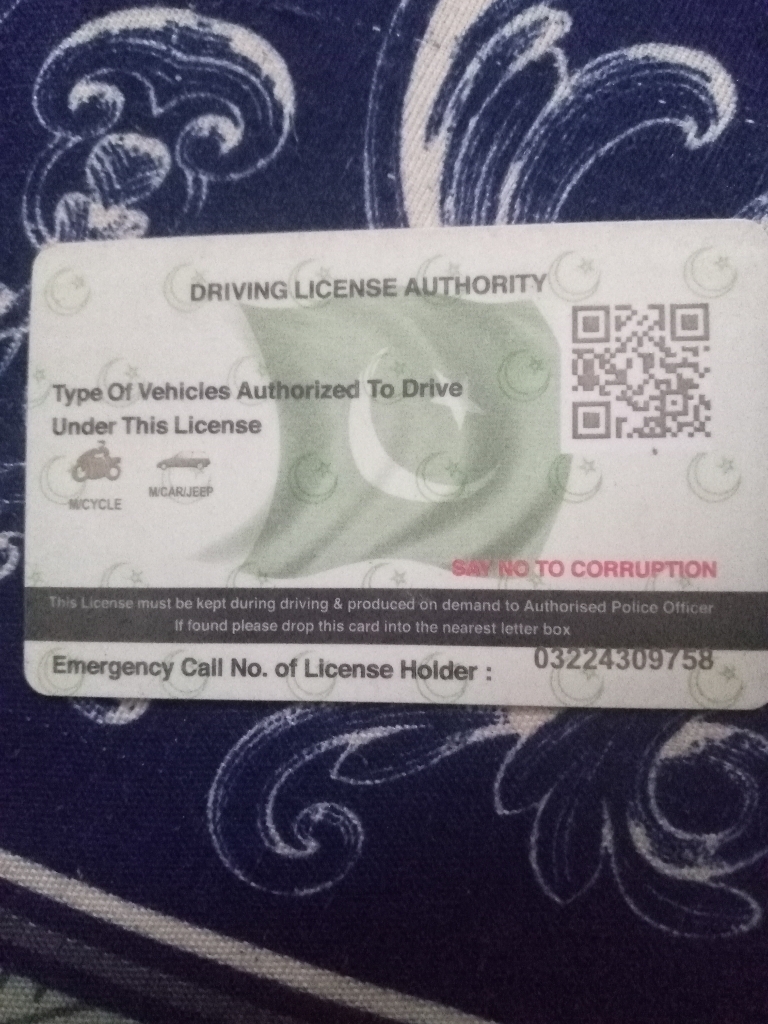 DRIVING LICENSE AUTHORITY
Type Of Vehicles Authorized To Drive
Under This License
M/CYCLE
M/CAR/JEEP
SAY NO TO CORRUPTION
This License must be kept during driving & produced on demand to Authorised Police Officer
If found please drop this card into the nearest letter box
Emergency Call No. of License Holder : 03224309758